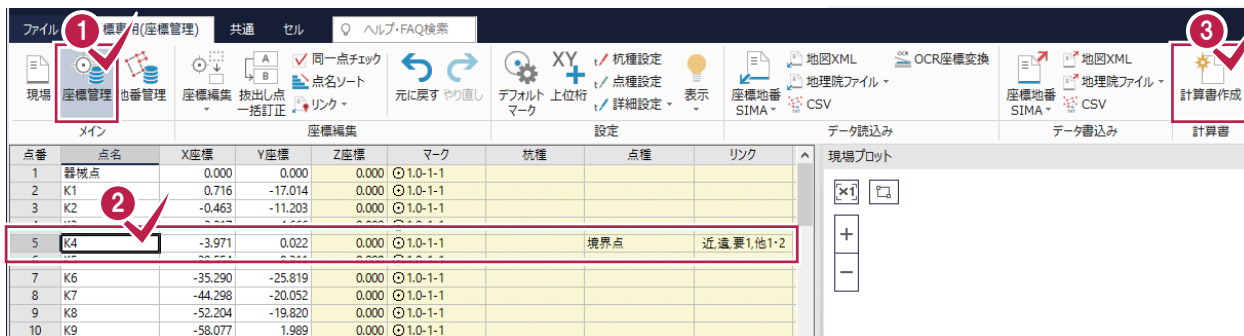 ファイル 標専用(座標管理) 共通 セル ヘルプ・FAQ検索
1
3
現場 座標管理 地番管理
メイン
座標編集 抜出し点一括訂正 A B 同一点チェック 点名ソート リンク 元に戻す やり直し
座標編集
デフォルトマーク XY 上位桁 杭種設定 点種設定 詳細設定 表示
設定
座標地番 SIMA 地図XML 地理院ファイル CSV OCR座標変換
データ読込み
座標地番 SIMA 地図XML 地理院ファイル CSV
データ書込み
計算書作成
計算書
点番 点名 X座標 Y座標 Z座標 マーク 杭種 点種 リンク 現場プロット
1 器械点 0.000 0.000 0.000 1.0-1-1
2 K1 0.716 -17.014 0.000 1.0-1-1
3 K2 -0.463 -11.203 0.000 1.0-1-1
2
5 K4 -3.971 0.022 0.000 1.0-1-1 境界点 近,遠,要1,他1・2
7 K6 -35.290 -25.819 0.000 1.0-1-1
8 K7 -44.298 -20.052 0.000 1.0-1-1
9 K8 -52.204 -19.820 0.000 1.0-1-1
10 K9 -58.077 1.989 0.000 1.0-1-1
×1
+
−